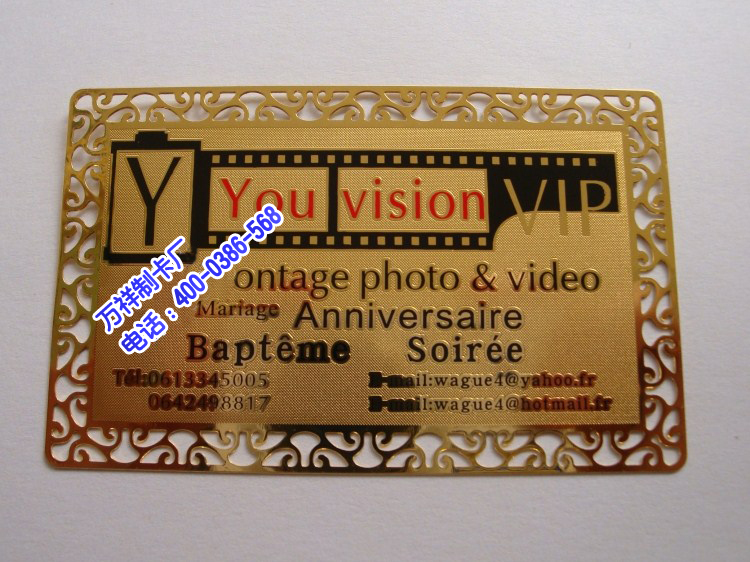 Y You vision VIP
ontage photo & video
Mariage Anniversaire
Baptême Soirée
Tél:0613345005 E-mail:wague4@yahoo.fr
0642498817 E-mail:wague4@hotmail.fr
万祥制卡厂
电话：400-0386-568